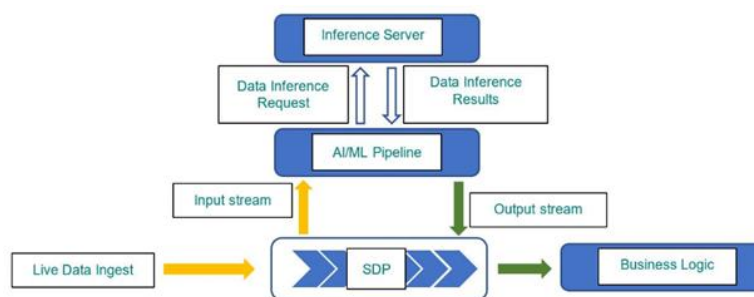 Inference Server
Data Inference
Request
Data Inference
Results
AI/ML Pipeline
Input stream
Output stream
Live Data Ingest
SDP
Business Logic